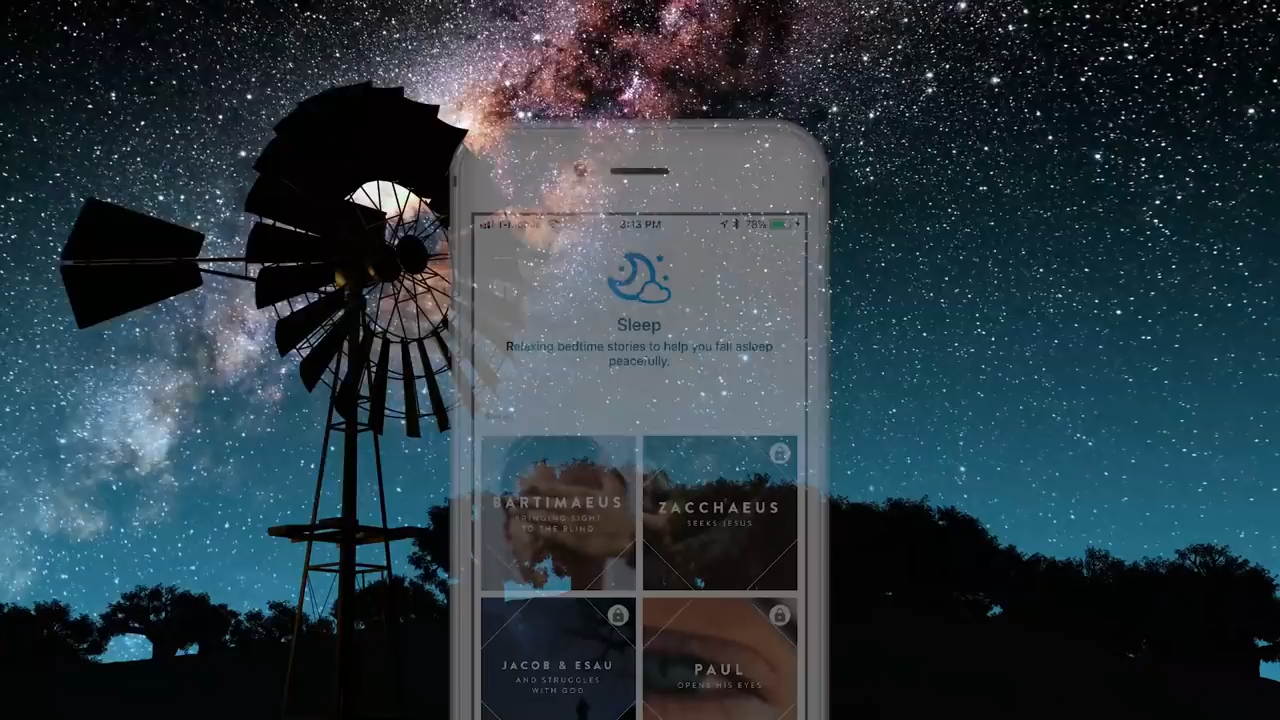 3:13 PM
78%
Sleep
Relaxing bedtime stories to help you fall asleep
peacefully.
BARTIMAEUS
BRINGING SIGHT
TO THE BLIND
ZACCHAEUS
SEEKS JESUS
JACOB & ESAU
AND STRUGGLES
WITH GOD
PAUL
OPENS HIS EYES